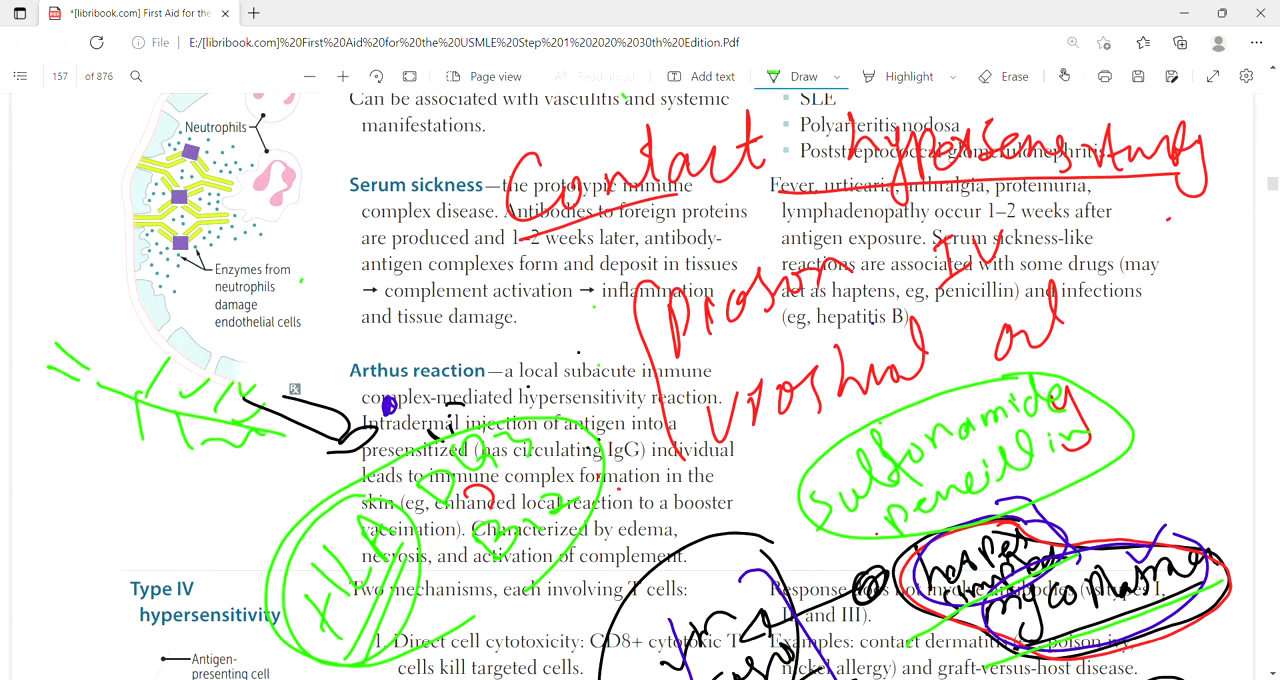 *[libribook.com] First Aid for the
File E:/[libribook.com]%20First%20Aid%20for%20the%20USMLE%20Step%201%202020%2030th%20Edition.Pdf
157 of 876
Page view
Read aloud
Add text
Draw
Highlight
Erase
Neutrophils
Enzymes from
neutrophils
damage
endothelial cells
Can be associated with vasculitis and systemic
manifestations.
Serum sickness—the prototypic immune
complex disease. Antibodies to foreign proteins
are produced and 1–2 weeks later, antibody-
antigen complexes form and deposit in tissues
→ complement activation → inflammation
and tissue damage.
Arthus reaction—a local subacute immune
complex-mediated hypersensitivity reaction.
Intradermal injection of antigen into a
presensitized (has circulating IgG) individual
leads to immune complex formation in the
skin (eg, enhanced local reaction to a booster
vaccination). Characterized by edema,
necrosis, and activation of complement.
SLE
Polyarteritis nodosa
Poststreptococcal glomerulonephritis
Fever, urticaria, arthralgia, proteinuria,
lymphadenopathy occur 1–2 weeks after
antigen exposure. Serum sickness-like
reactions are associated with some drugs (may
act as haptens, eg, penicillin) and infections
(eg, hepatitis B)
Contact
poison IV
oil
sulfonamide
Type IV
hypersensitivity
Antigen-
presenting cell
Two mechanisms, each involving T cells:
1. Direct cytotoxicity: CD8+ cytotoxic T
cells kill targeted cells.
Response does not involve antibodies (vs types I,
II, and III).
Examples: contact dermatitis (eg, poison ivy,
nickel allergy) and graft-versus-host disease.